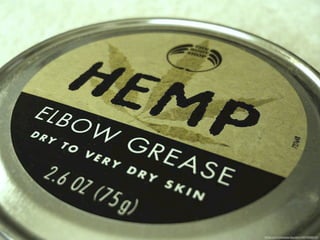 HEMP
ELBOW GREASE
DRY TO VERY DRY SKIN
2.6 OZ (75g)